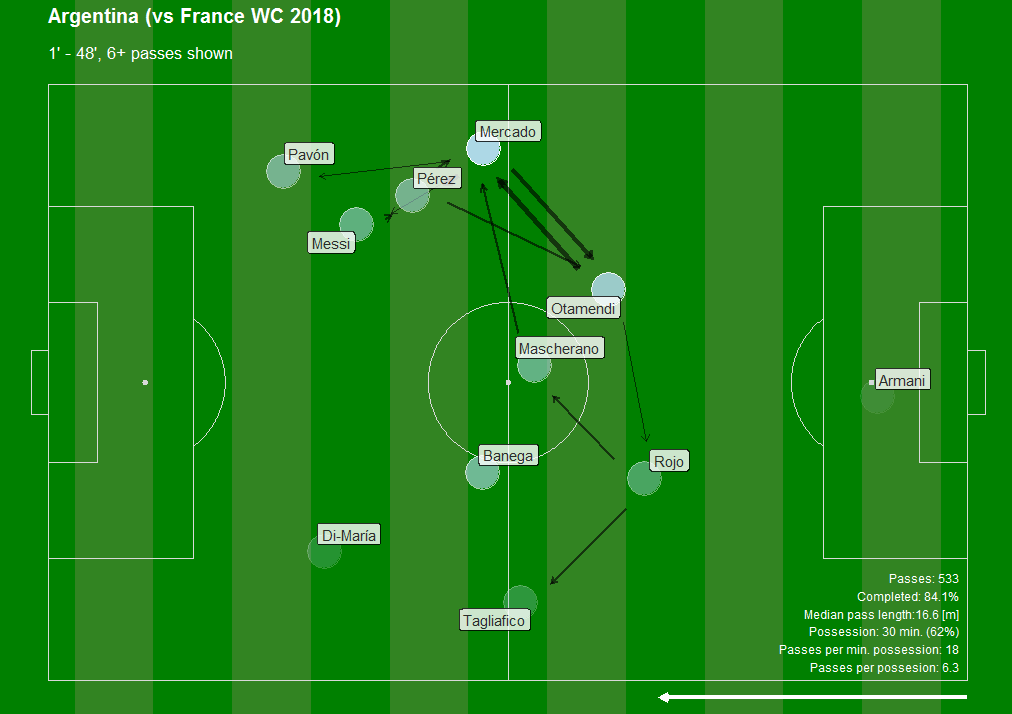 Argentina (vs France WC 2018)
1' - 48', 6+ passes shown
Mercado
Pavón
Pérez
Messi
Otamendi
Mascherano
Armani
Banega
Rojo
Di-María
Tagliafico
Passes: 533
Completed: 84.1%
Median pass length:16.6 [m]
Possession: 30 min. (62%)
Passes per min. possession: 18
Passes per possesion: 6.3